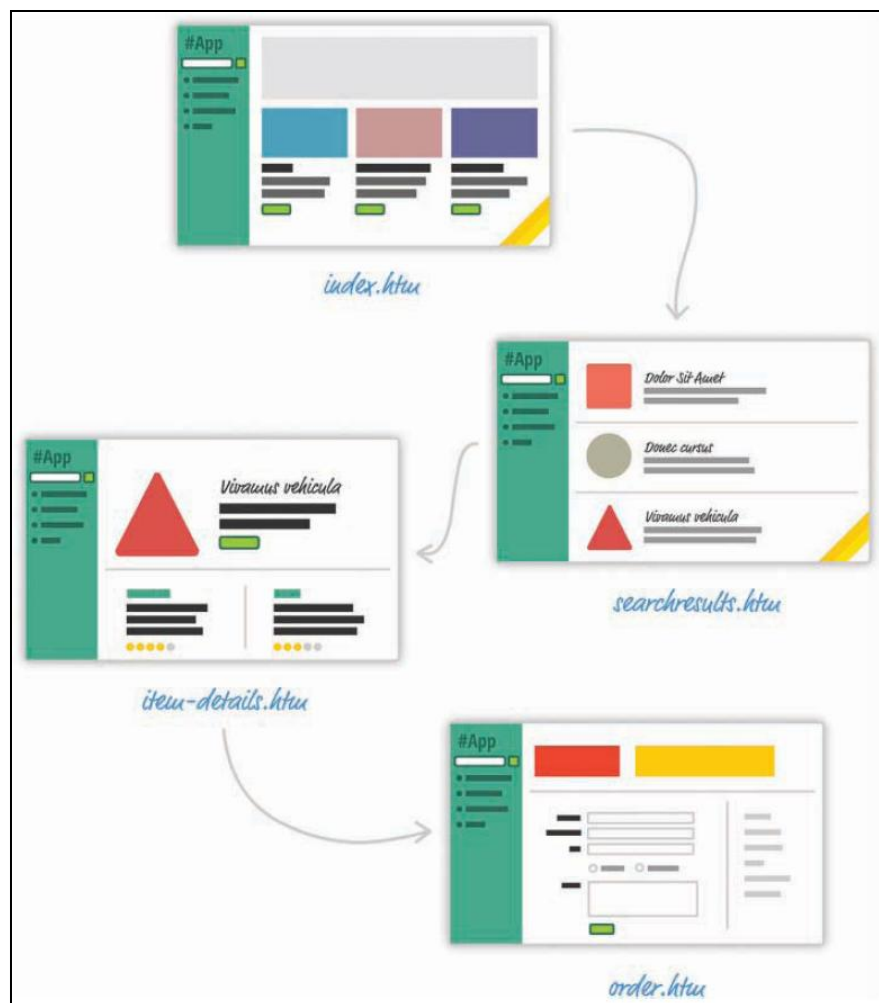 #App
index.htm
#App
Dolor Sit Amet
Donec cursus
Vivamus vehicula
searchresults.htm
#App
Vivamus vehicula
item-details.htm
#App
order.htm